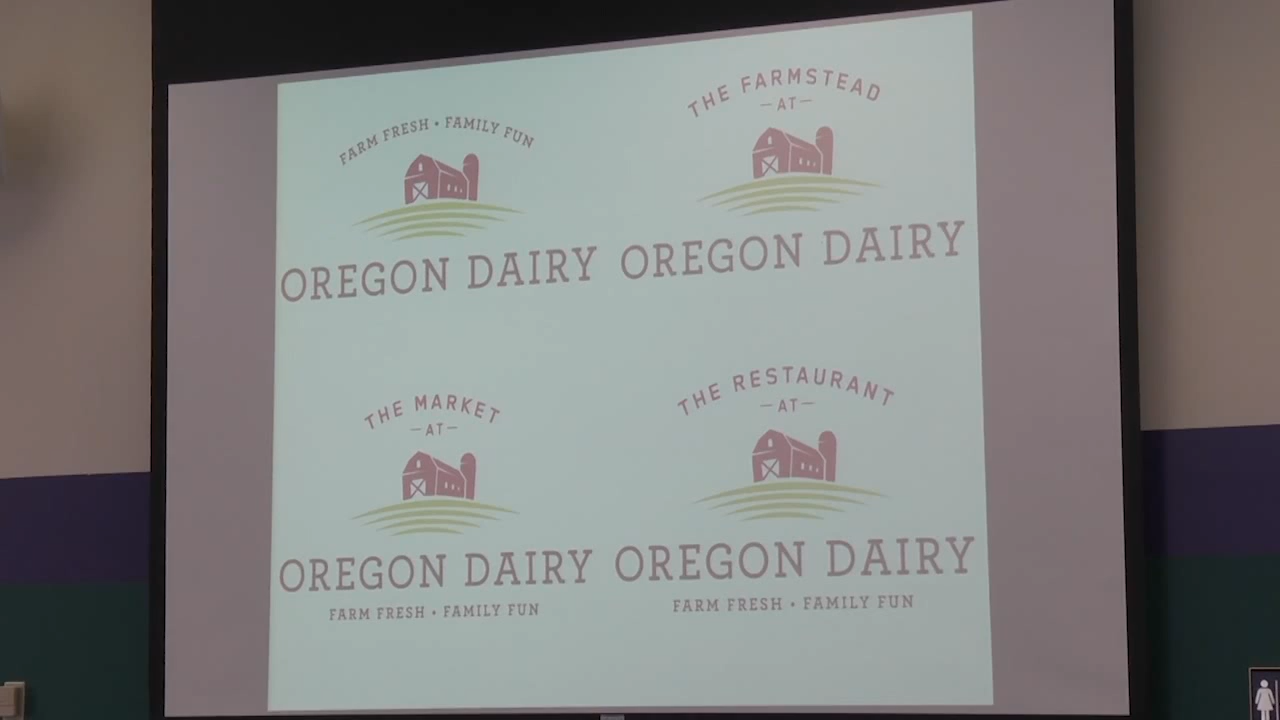 FARM FRESH • FAMILY FUN
OREGON DAIRY
THE FARMSTEAD
—AT—
OREGON DAIRY
THE MARKET
—AT—
OREGON DAIRY
FARM FRESH • FAMILY FUN
THE RESTAURANT
—AT—
OREGON DAIRY
FARM FRESH • FAMILY FUN